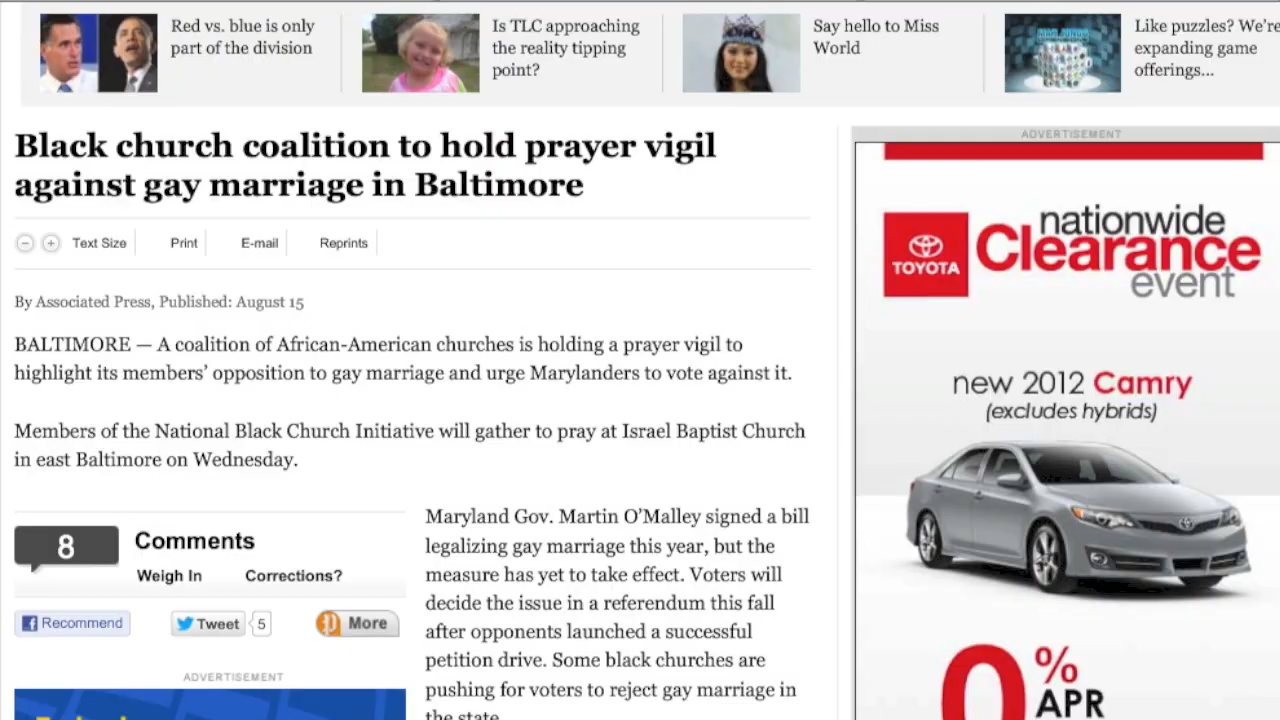 Red vs. blue is only
part of the division
Is TLC approaching
the reality tipping
point?
Say hello to Miss
World
Like puzzles? We're
expanding game
offerings...
Black church coalition to hold prayer vigil
against gay marriage in Baltimore
Text Size Print E-mail Reprints
By Associated Press, Published: August 15
BALTIMORE — A coalition of African-American churches is holding a prayer vigil to
highlight its members’ opposition to gay marriage and urge Marylanders to vote against it.
Members of the National Black Church Initiative will gather to pray at Israel Baptist Church
in east Baltimore on Wednesday.
8 Comments
Weigh In Corrections?
Recommend Tweet 5 More
ADVERTISEMENT
Maryland Gov. Martin O’Malley signed a bill
legalizing gay marriage this year, but the
measure has yet to take effect. Voters will
decide the issue in a referendum this fall
after opponents launched a successful
petition drive. Some black churches are
pushing for voters to reject gay marriage in
the state.
ADVERTISEMENT
TOYOTA
nationwide
Clearance
event
new 2012 Camry
(excludes hybrids)
0%
APR